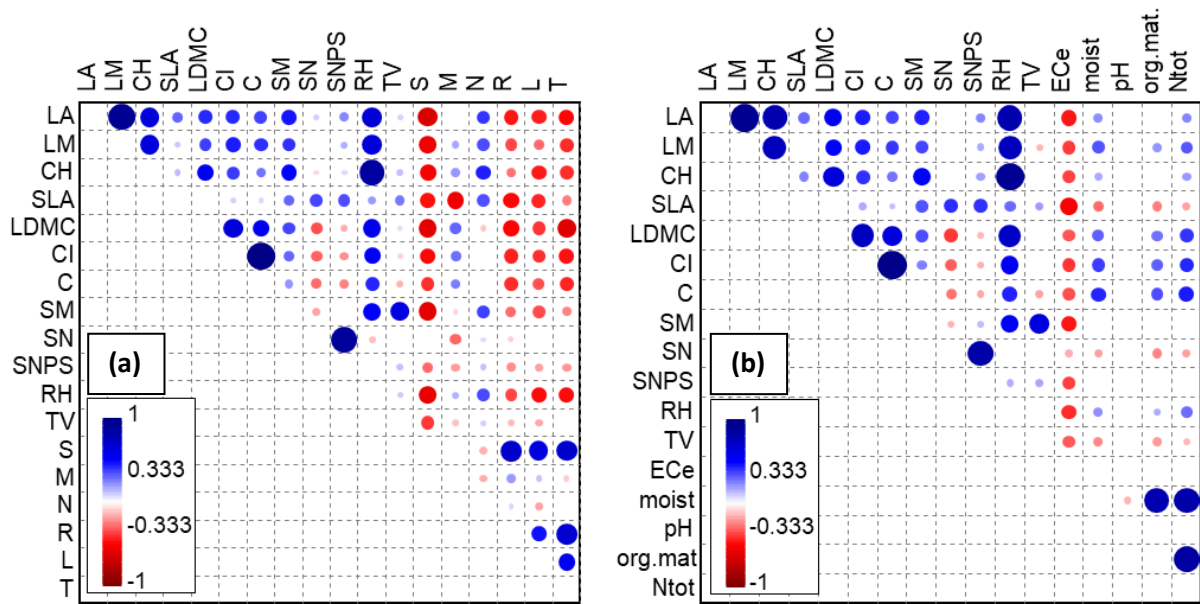 LA LM CH SLA LDMC CI C SM SN SNPS RH TV S M N R L T
LA
LM
CH
SLA
LDMC
CI
C
SM
SN
SNPS
RH
TV
S
M
N
R
L
T
(a)
1
0.333
-0.333
-1
LA LM CH SLA LDMC CI C SM SN SNPS RH TV ECe moist pH org.mat. Ntot
LA
LM
CH
SLA
LDMC
CI
C
SM
SN
SNPS
RH
TV
ECe
moist
pH
org.mat
Ntot
(b)
1
0.333
-0.333
-1